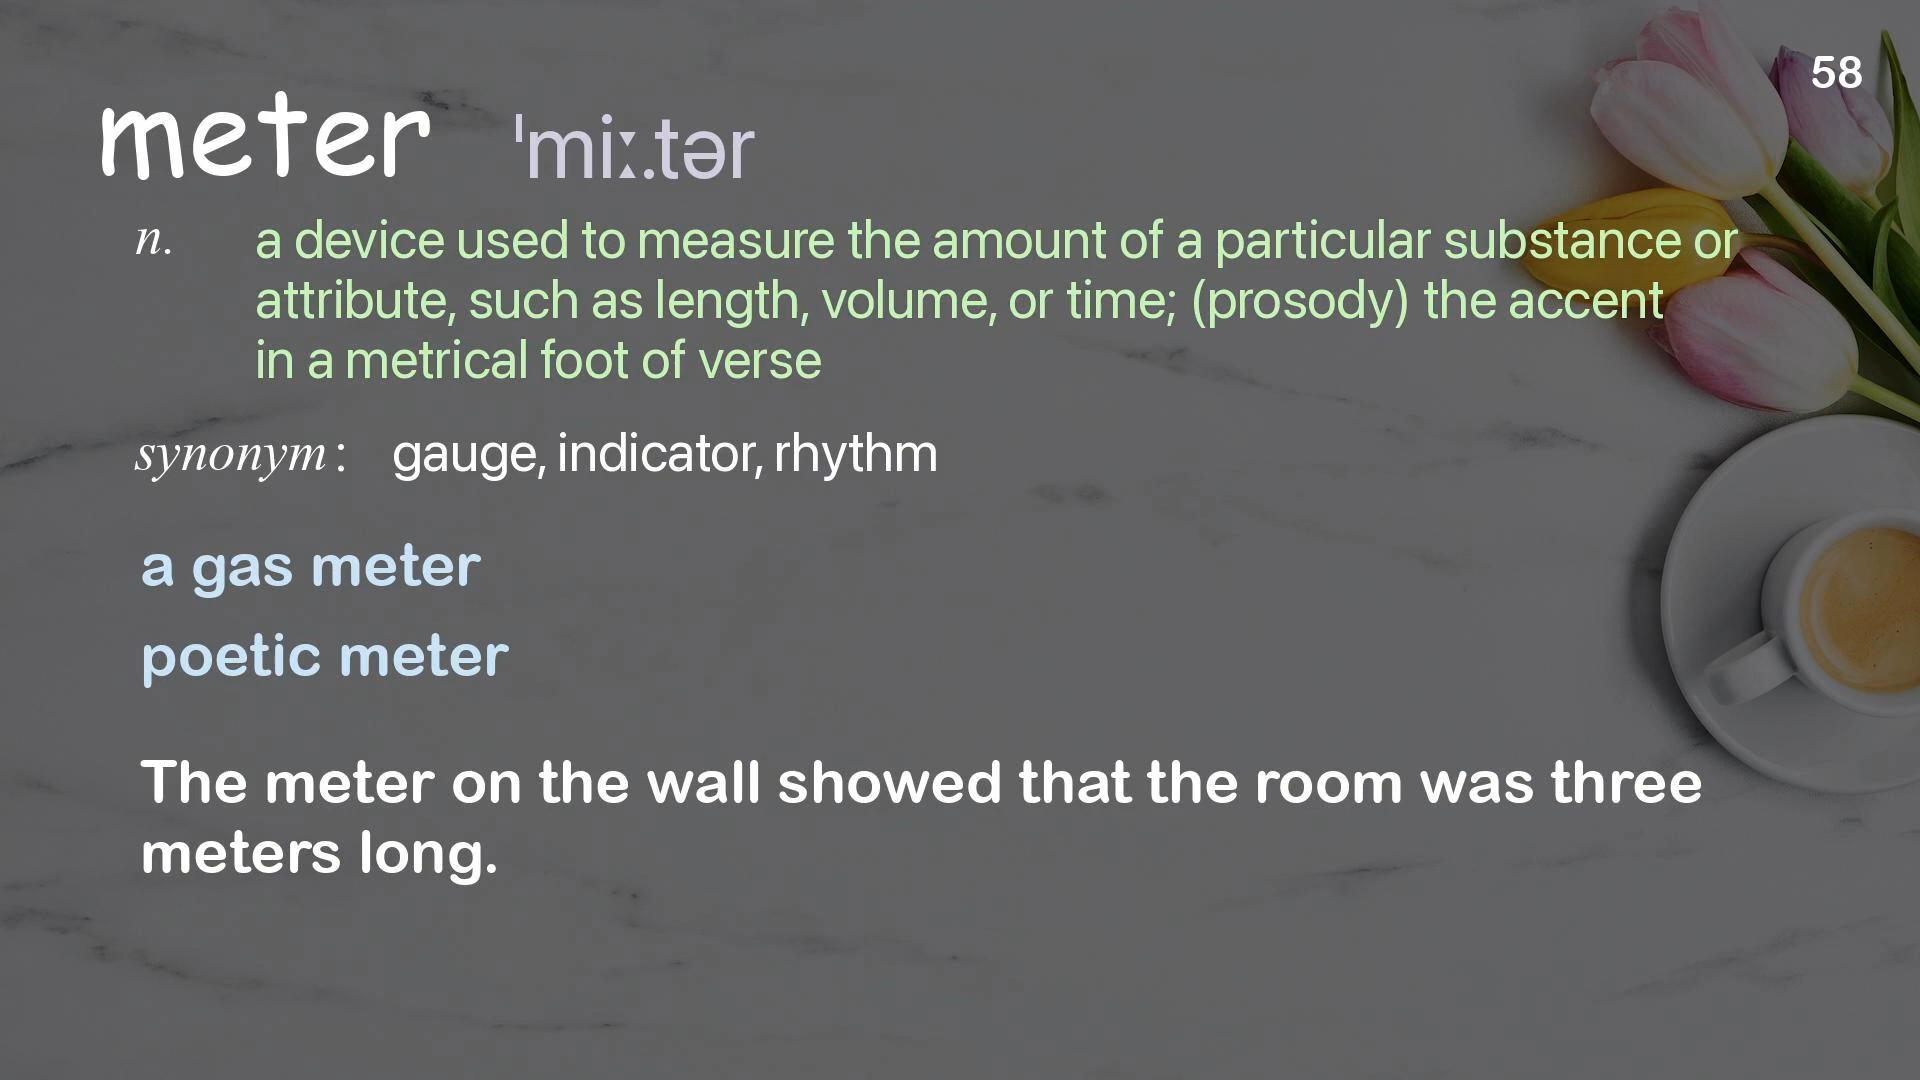 58
meter ˈmiː.tər
n. a device used to measure the amount of a particular substance or
attribute, such as length, volume, or time; (prosody) the accent
in a metrical foot of verse
synonym: gauge, indicator, rhythm
a gas meter
poetic meter
The meter on the wall showed that the room was three
meters long.